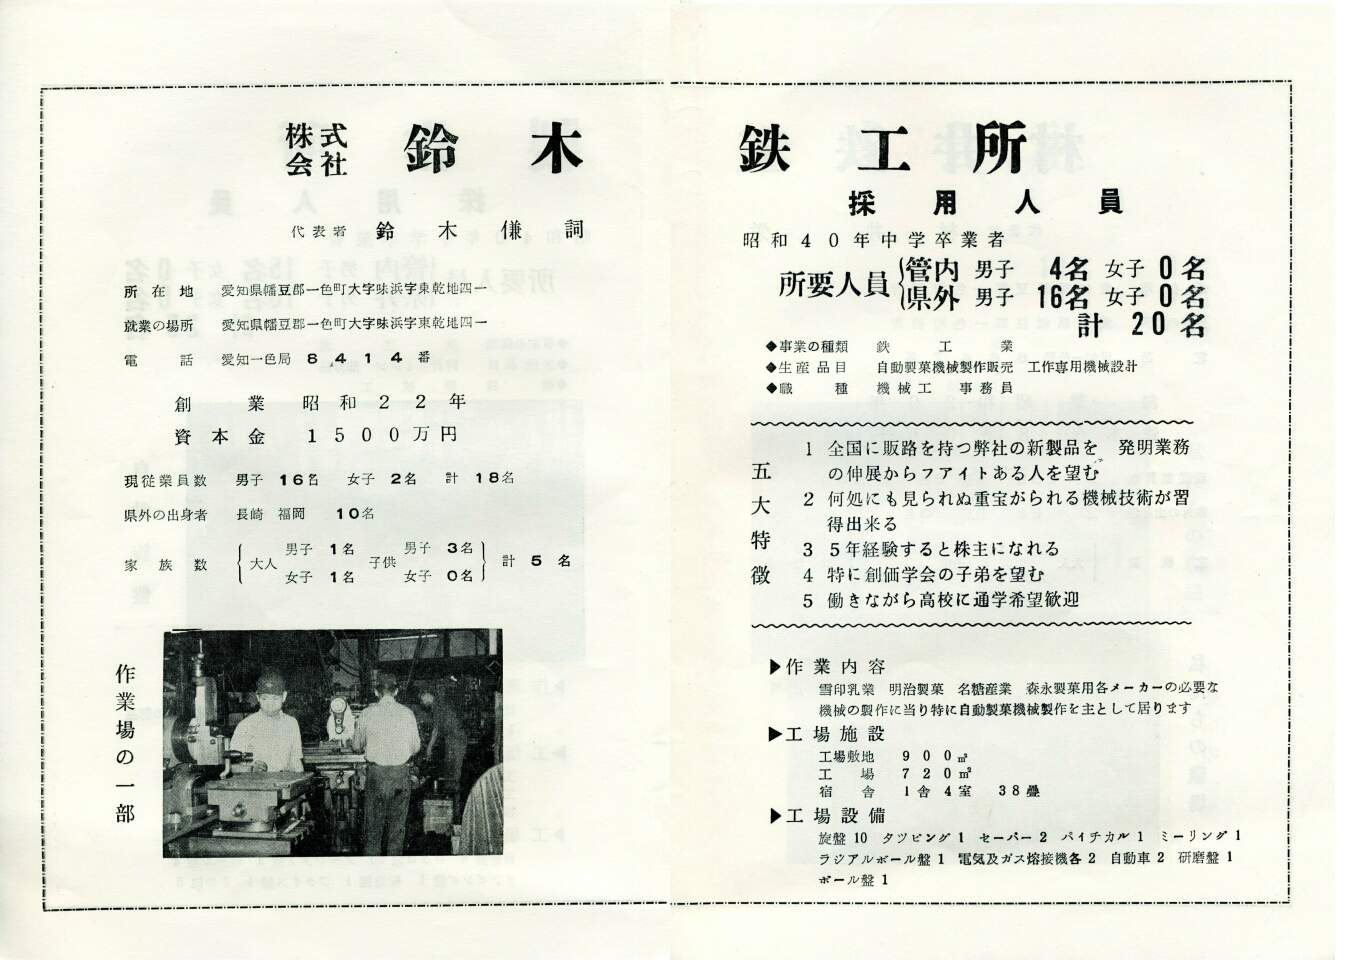 株式会社 鈴木鉄工所
代表者 鈴木傔詞
所在地 愛知県幡豆郡一色町大字味浜字東乾地四一
就業の場所 愛知県幡豆郡一色町大字味浜字東乾地四一
電話 愛知一色局 8414番
創業 昭和22年
資本金 1500万円
現従業員数 男子 16名 女子 2名 計 18名
県外の出身者 長崎 福岡 10名
家族数 大人 男子 1名 女子 1名 子供 男子 3名 女子 0名 計 5名
作業場の一部
採用人員
昭和40年中学卒業者
所要人員
管内 男子 4名 女子 0名
県外 男子 16名 女子 0名
計 20名
◆事業の種類 鉄工業
◆生産品目 自動製菓機械製作販売 工作専用機械設計
◆職種 機械工 事務員
五大特徴
1 全国に販路を持つ弊社の新製品を 発明業務
の伸展からフアイトある人を望む
2 何処にも見られぬ重宝がられる機械技術が習
得出来る
3 5年経験すると株主になれる
4 特に創価学会の子弟を望む
5 働きながら高校に通学希望歓迎
▶作業内容
雪印乳業 明治製菓 名糖産業 森永製菓用各メーカーの必要な
機械の製作に当り特に自動製菓機械製作を主として居ります
▶工場施設
工場敷地 900㎡
工場 720㎡
宿舎 1舎4室 38畳
▶工場設備
旋盤 10 タツピング 1 セーパー 2 バイチカル 1 ミーリング 1
ラジアルボール盤 1 電気及ガス熔接機各 2 自動車 2 研磨盤 1
ボール盤 1